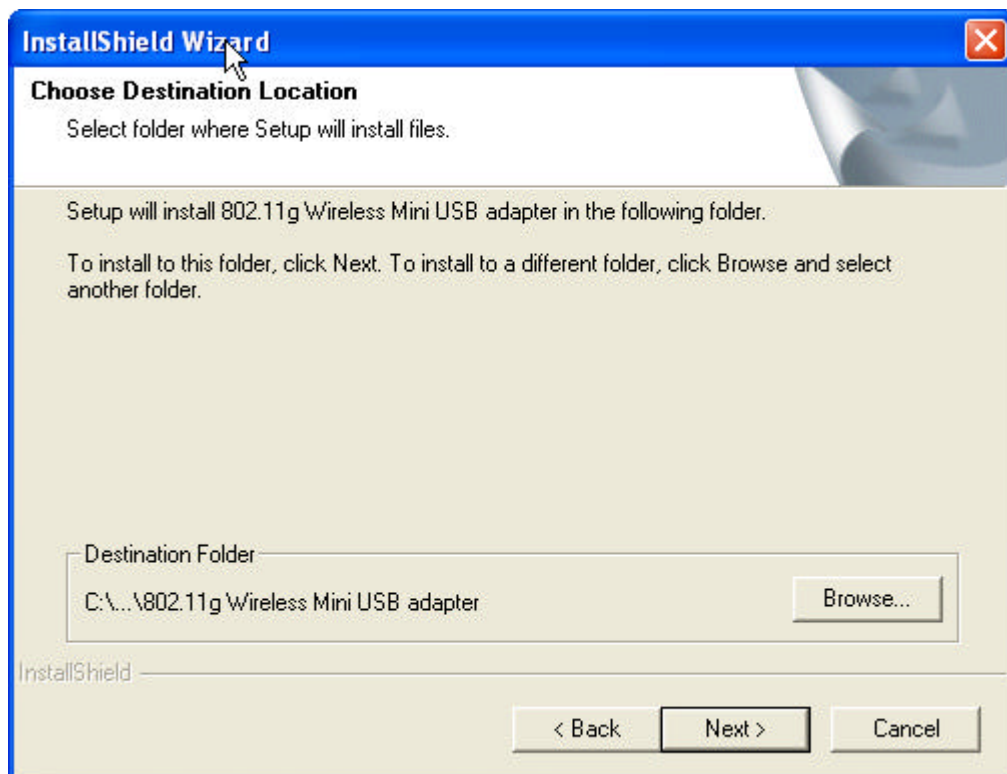 InstallShield Wizard
Choose Destination Location
Select folder where Setup will install files.
Setup will install 802.11g Wireless Mini USB adapter in the following folder.
To install to this folder, click Next. To install to a different folder, click Browse and select
another folder.
Destination Folder
C:\...\802.11g Wireless Mini USB adapter
Browse...
InstallShield
< Back
Next >
Cancel